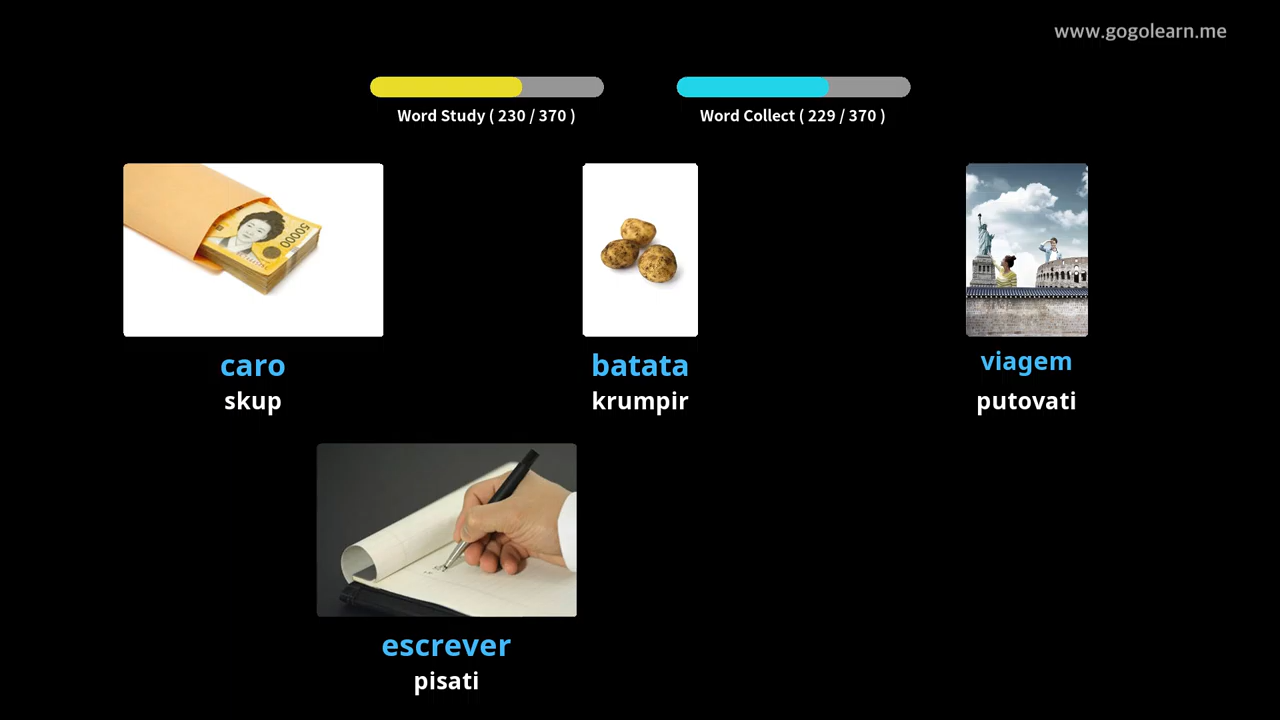 www.gogolearn.me
Word Study ( 230 / 370 )
Word Collect ( 229 / 370 )
50000
caro
skup
batata
krumpir
viagem
putovati
escrever
pisati